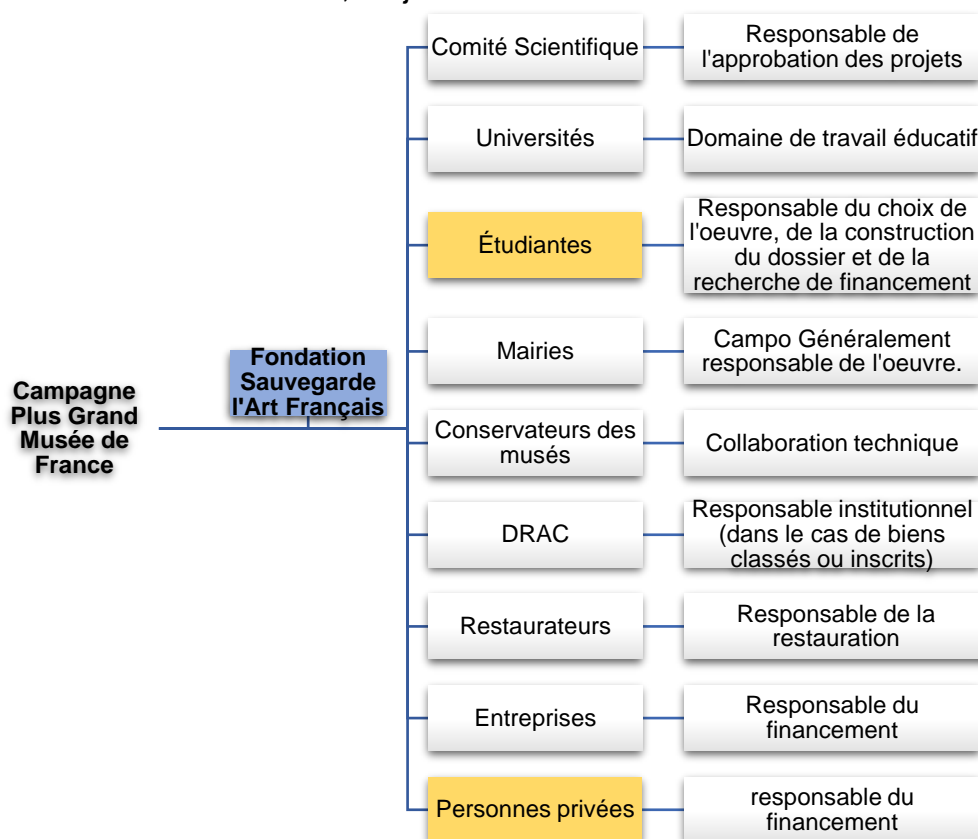 Comité Scientifique
Responsable de
l'approbation des projets
Universités
Domaine de travail éducatif
Étudiantes
Responsable du choix de
l'oeuvre, de la construction
du dossier et de la
recherche de financement
Mairies
Campo Généralement
responsable de l'oeuvre.
Fondation
Sauvegarde
l'Art Français
Campagne
Plus Grand
Musée de
France
Conservateurs des
musés
Collaboration technique
DRAC
Responsable institutionnel
(dans le cas de biens
classés ou inscrits)
Restaurateurs
Responsable de la
restauration
Entreprises
Responsable du
financement
Personnes privées
responsable du
financement